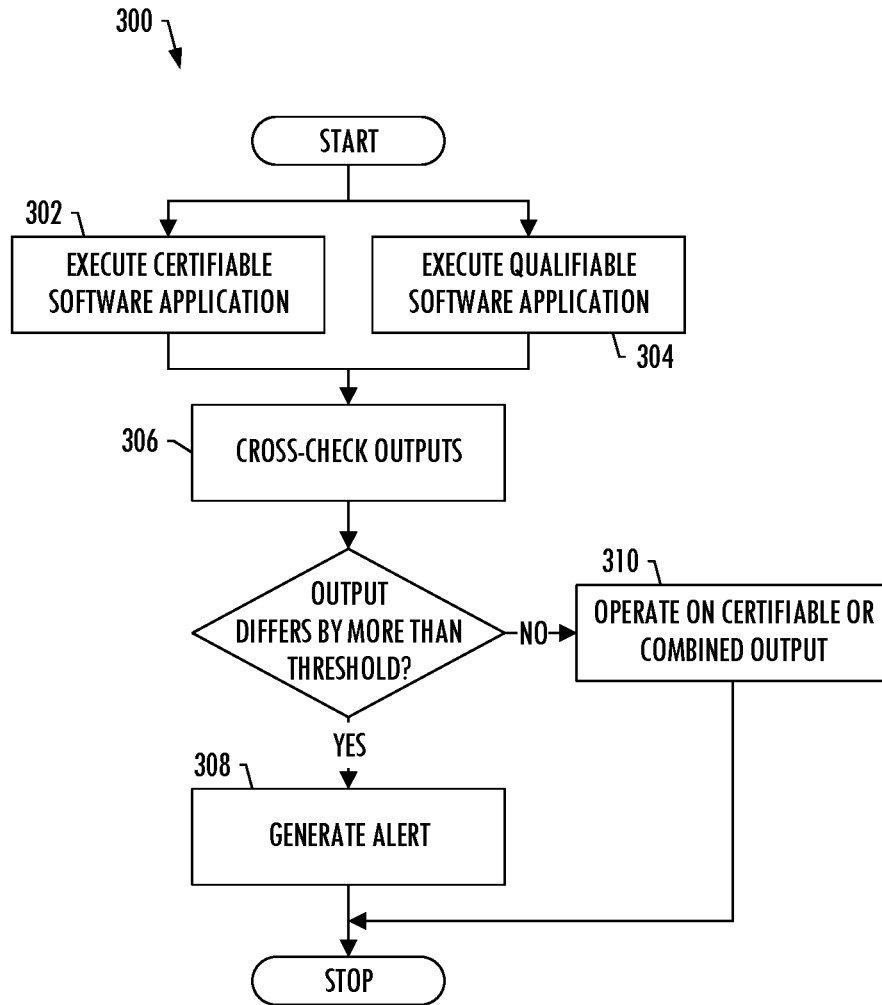 300
START
302
EXECUTE CERTIFIABLE
SOFTWARE APPLICATION
EXECUTE QUALIFIABLE
SOFTWARE APPLICATION
304
306
CROSS-CHECK OUTPUTS
OUTPUT
DIFFERS BY MORE THAN
THRESHOLD?
NO
310
OPERATE ON CERTIFIABLE OR
COMBINED OUTPUT
YES
308
GENERATE ALERT
STOP